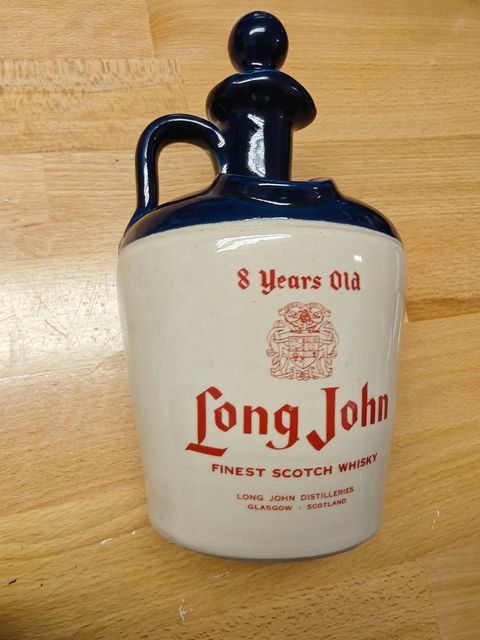 8 Years Old
Long John
FINEST SCOTCH WHISKY
LONG JOHN DISTILLERIES
GLASGOW : SCOTLAND